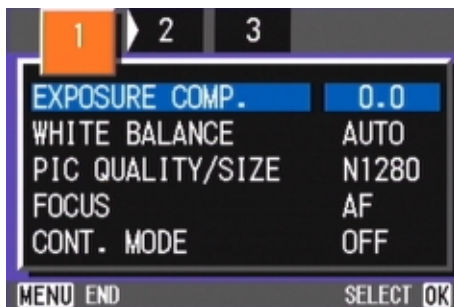 1 2 3
EXPOSURE COMP. 0.0
WHITE BALANCE AUTO
PIC QUALITY/SIZE N1280
FOCUS AF
CONT. MODE OFF
MENU END SELECT OK